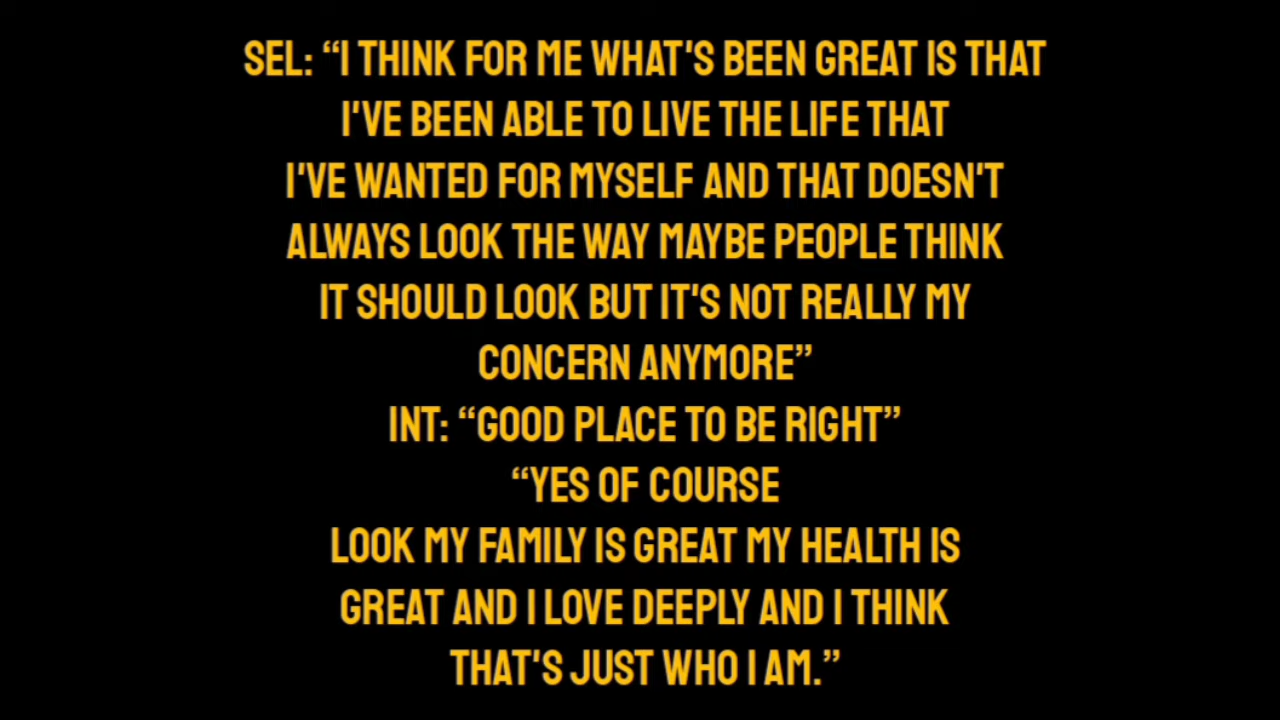 SEL: “I THINK FOR ME WHAT'S BEEN GREAT IS THAT
I'VE BEEN ABLE TO LIVE THE LIFE THAT
I'VE WANTED FOR MYSELF AND THAT DOESN'T
ALWAYS LOOK THE WAY MAYBE PEOPLE THINK
IT SHOULD LOOK BUT IT'S NOT REALLY MY
CONCERN ANYMORE”
INT: “GOOD PLACE TO BE RIGHT”
“YES OF COURSE
LOOK MY FAMILY IS GREAT MY HEALTH IS
GREAT AND I LOVE DEEPLY AND I THINK
THAT'S JUST WHO I AM.”